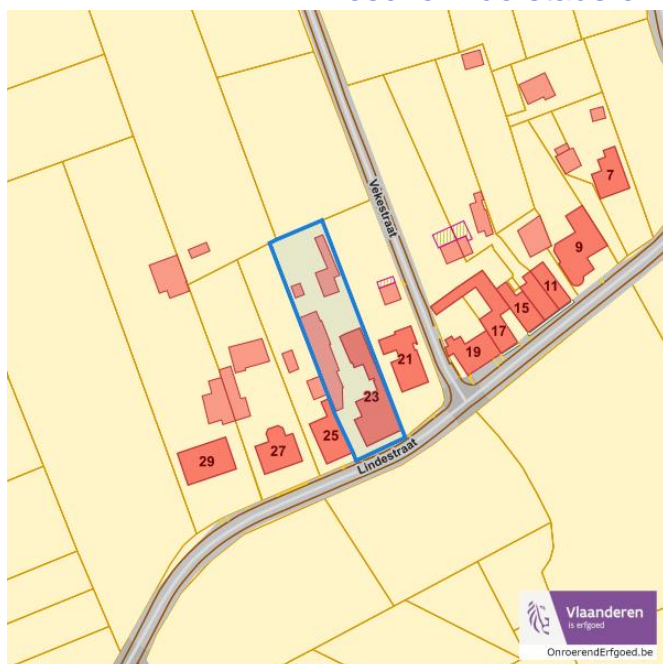 Vekestraat
7
9
11
15
17
19
21
23
25
27
29
Lindestraat
Vlaanderen
is erfgoed
OnroerendErfgoed.be